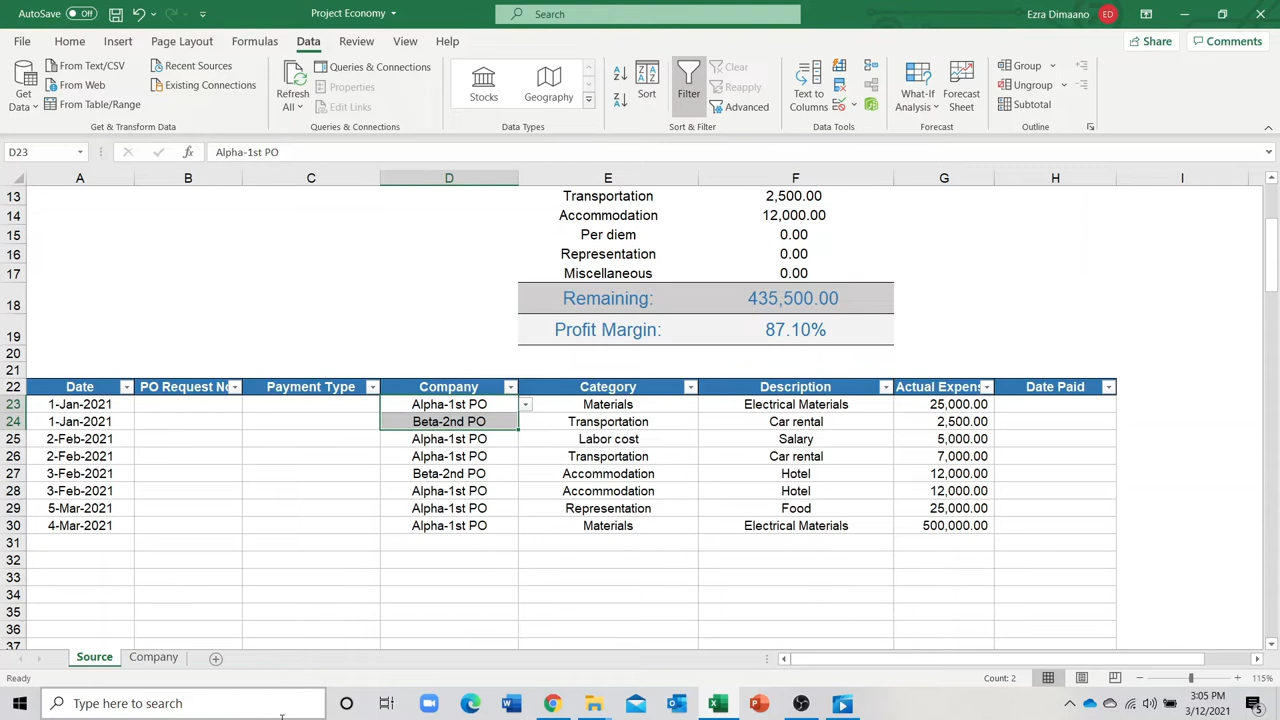 AutoSave Off Project Economy Search Ezra Dimaano ED
File Home Insert Page Layout Formulas Data Review View Help Share Comments
Get Data From Text/CSV From Web From Table/Range Recent Sources Existing Connections
Get & Transform Data
Refresh All Queries & Connections Properties Edit Links
Queries & Connections
Stocks Geography
Data Types
Sort Filter Clear Reapply Advanced
Sort & Filter
Text to Columns
Data Tools
What-If Analysis Forecast Sheet
Forecast
Group Ungroup Subtotal
Outline
D23 fx Alpha-1st PO
A B C D E F G H I
13 Transportation 2,500.00
14 Accommodation 12,000.00
15 Per diem 0.00
16 Representation 0.00
17 Miscellaneous 0.00
18 Remaining: 435,500.00
19 Profit Margin: 87.10%
20
21
22 Date PO Request No Payment Type Company Category Description Actual Expens Date Paid
23 1-Jan-2021 Alpha-1st PO Materials Electrical Materials 25,000.00
24 1-Jan-2021 Beta-2nd PO Transportation Car rental 2,500.00
25 2-Feb-2021 Alpha-1st PO Labor cost Salary 5,000.00
26 2-Feb-2021 Alpha-1st PO Transportation Car rental 7,000.00
27 3-Feb-2021 Beta-2nd PO Accommodation Hotel 12,000.00
28 3-Feb-2021 Alpha-1st PO Accommodation Hotel 12,000.00
29 5-Mar-2021 Alpha-1st PO Representation Food 25,000.00
30 4-Mar-2021 Alpha-1st PO Materials Electrical Materials 500,000.00
31
32
33
34
35
36
37
Source Company
Ready Count: 2 115%
Type here to search 3:05 PM
3/12/2021 5